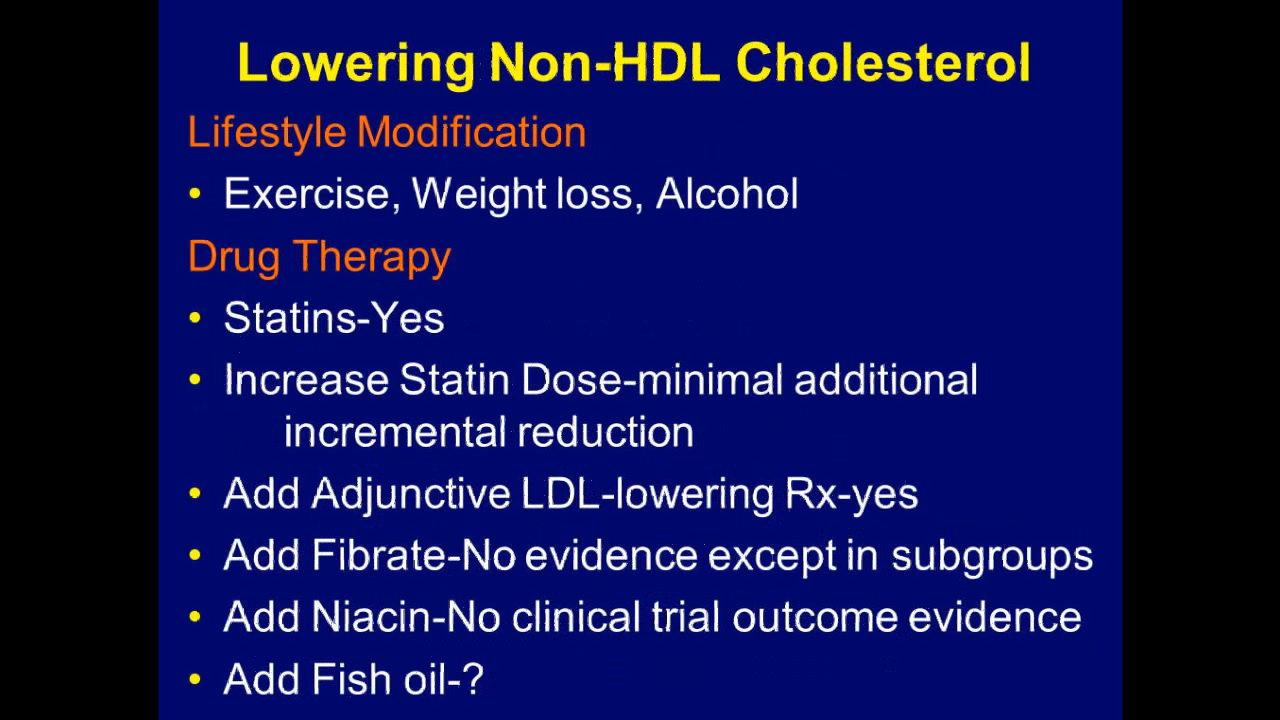 Lowering Non-HDL Cholesterol
Lifestyle Modification
• Exercise, Weight loss, Alcohol
Drug Therapy
• Statins-Yes
• Increase Statin Dose-minimal additional
incremental reduction
• Add Adjunctive LDL-lowering Rx-yes
• Add Fibrate-No evidence except in subgroups
• Add Niacin-No clinical trial outcome evidence
• Add Fish oil-?